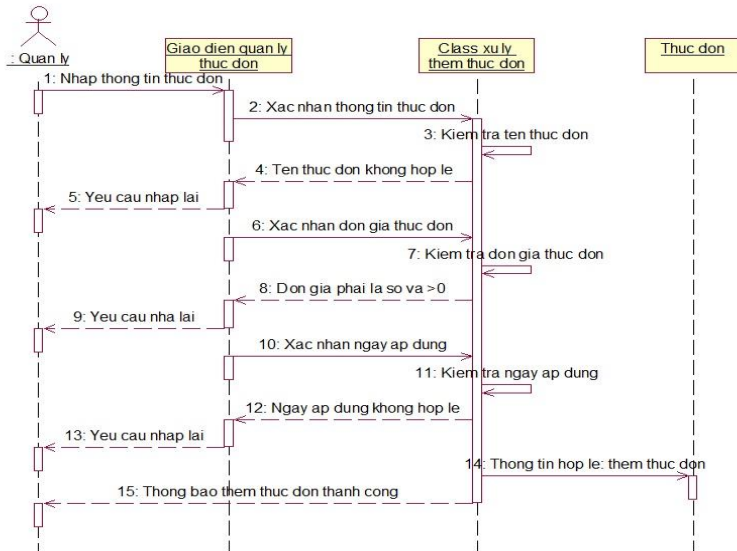 : Quan ly
Giao dien quan ly
thuc don
Class xu ly
them thuc don
Thuc don
1: Nhap thong tin thuc don
2: Xac nhan thong tin thuc don
3: Kiem tra ten thuc don
4: Ten thuc don khong hop le
5: Yeu cau nhap lai
6: Xac nhan don gia thuc don
7: Kiem tra don gia thuc don
8: Don gia phai la so va >0
9: Yeu cau nha lai
10: Xac nhan ngay ap dung
11: Kiem tra ngay ap dung
12: Ngay ap dung khong hop le
13: Yeu cau nhap lai
14: Thong tin hop le: them thuc don
15: Thong bao them thuc don thanh cong